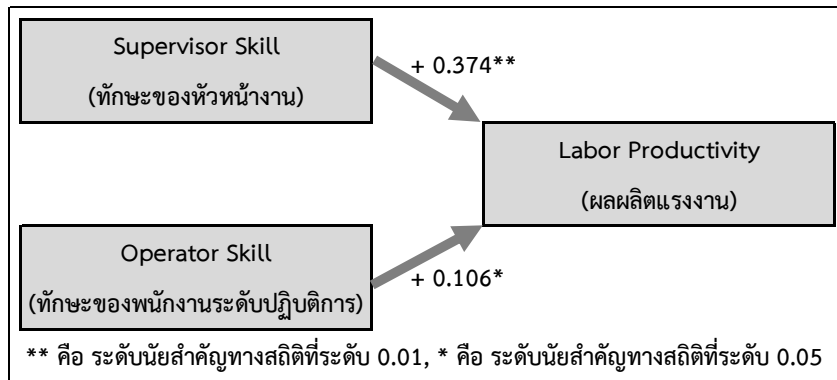 Supervisor Skill
(ทักษะของหัวหน้างาน)
+ 0.374**
Labor Productivity
(ผลผลิตแรงงาน)
Operator Skill
(ทักษะของพนักงานระดับปฏิบัติการ)
+ 0.106*
** คือ ระดับนัยสำคัญทางสถิติที่ระดับ 0.01, * คือ ระดับนัยสำคัญทางสถิติที่ระดับ 0.05